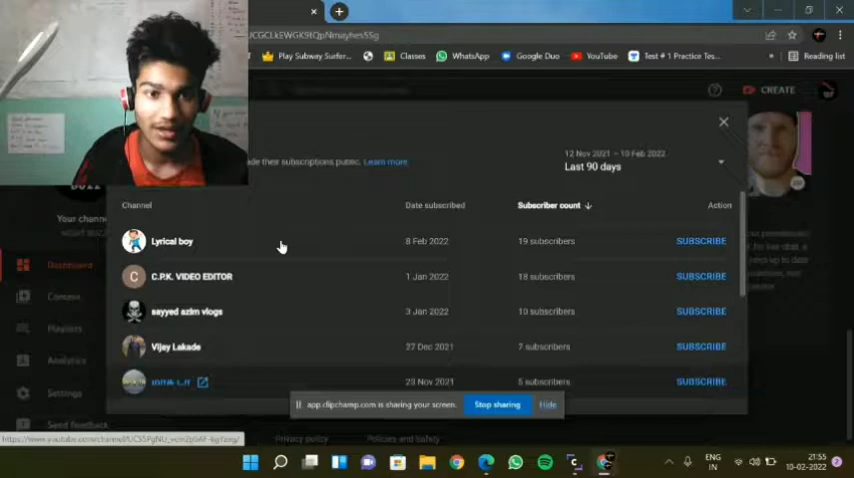 Play Subway Surfer...
Classes
WhatsApp
Google Duo
YouTube
Test # 1 Practice Tes...
»
Reading list
CREATE
ade their subscriptions public. Learn more
12 Nov 2021 – 10 Feb 2022
Last 90 days
Channel
Date subscribed
Subscriber count
Action
Lyrical boy
8 Feb 2022
19 subscribers
SUBSCRIBE
C
C.P.K. VIDEO EDITOR
1 Jan 2022
18 subscribers
SUBSCRIBE
sayyed azim vlogs
3 Jan 2022
10 subscribers
SUBSCRIBE
Vijay Lakade
27 Dec 2021
7 subscribers
SUBSCRIBE
23 Nov 2021
5 subscribers
Your chann
Dashboard
Content
Playlists
Analytics
Settings
Send feedback
app.clipchamp.com is sharing your screen.
Stop sharing
Hide
Privacy policy
Policies and Safety
ENG
IN
21:55
10-02-2022